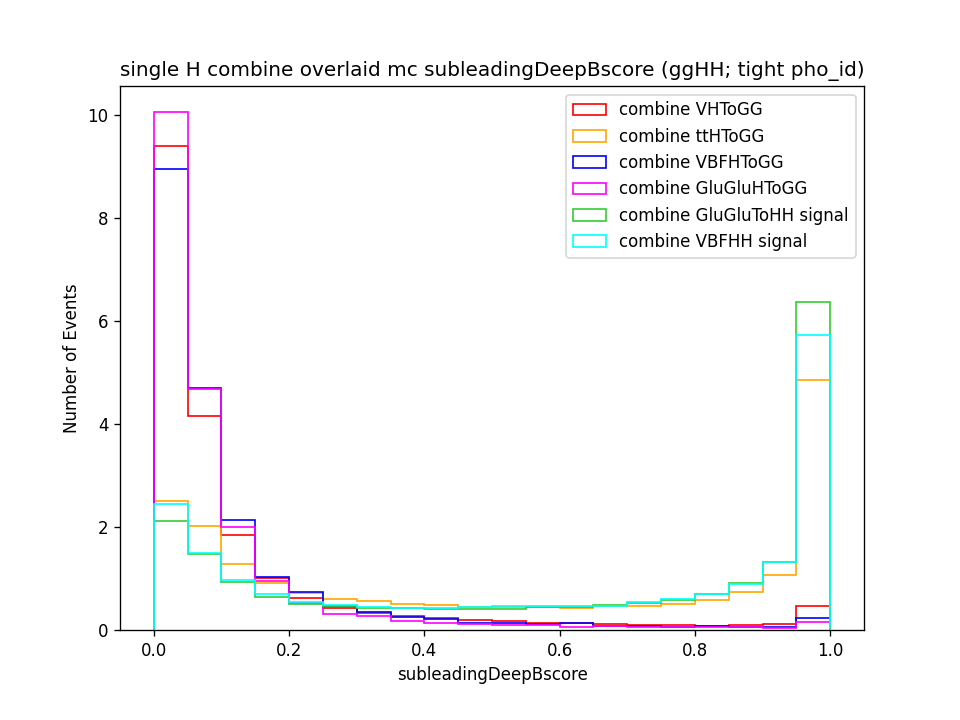 single H combine overlaid mc subleadingDeepBscore (ggHH; tight pho_id)
combine VHToGG
combine ttHToGG
combine VBFHToGG
combine GluGluHToGG
combine GluGluToHH signal
combine VBFHH signal
Number of Events
10
8
6
4
2
0
0.0 0.2 0.4 0.6 0.8 1.0
subleadingDeepBscore